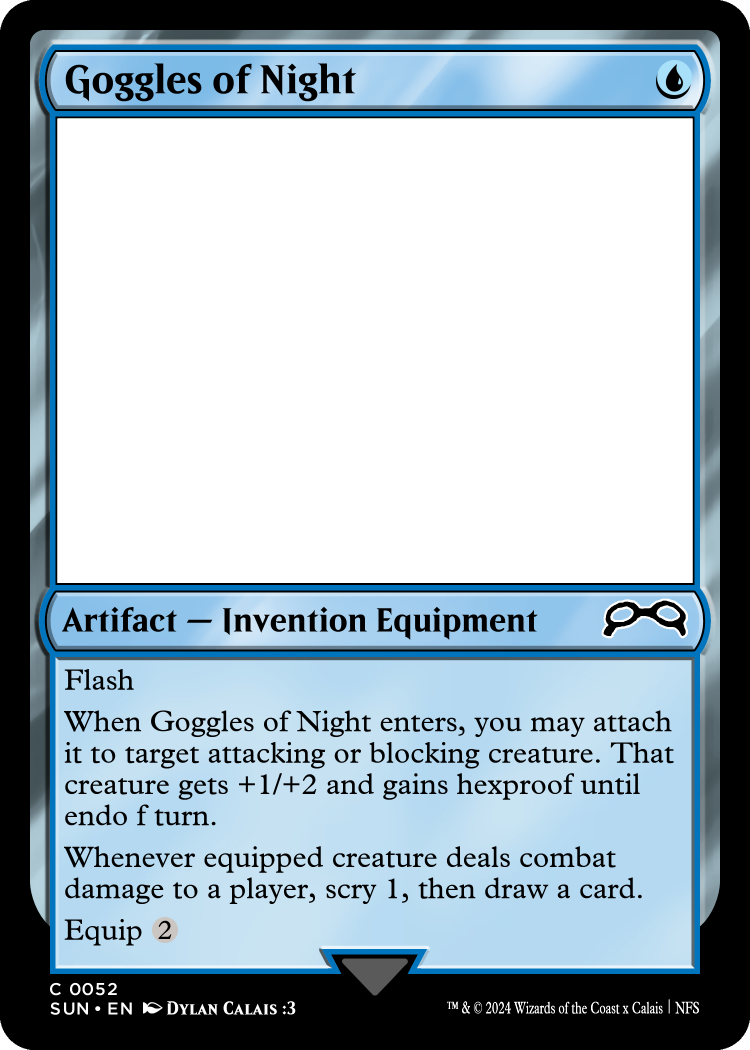 Goggles of Night
Artifact — Invention Equipment
Flash
When Goggles of Night enters, you may attach
it to target attacking or blocking creature. That
creature gets +1/+2 and gains hexproof until
endo f turn.
Whenever equipped creature deals combat
damage to a player, scry 1, then draw a card.
Equip 2
C 0052
SUN • EN Dylan Calais :3
™ & © 2024 Wizards of the Coast x Calais | NFS